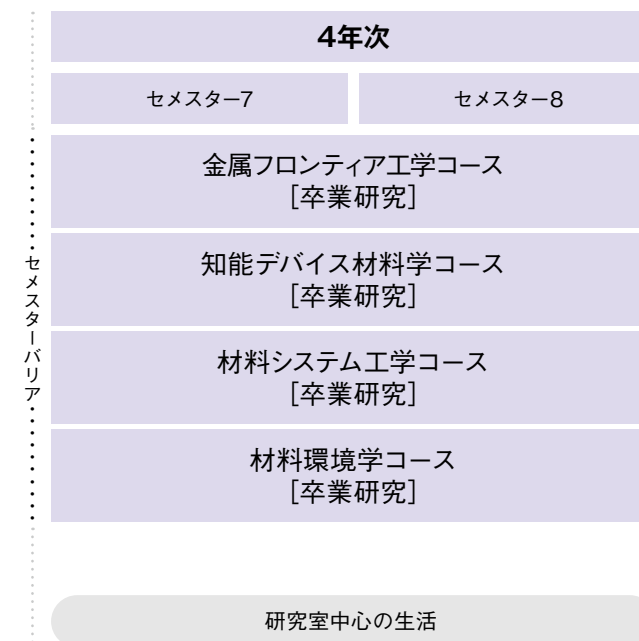 4年次
セメスター7
セメスター8
セメスターバリア
金属フロンティア工学コース
［卒業研究］
知能デバイス材料学コース
［卒業研究］
材料システム工学コース
［卒業研究］
材料環境学コース
［卒業研究］
研究室中心の生活